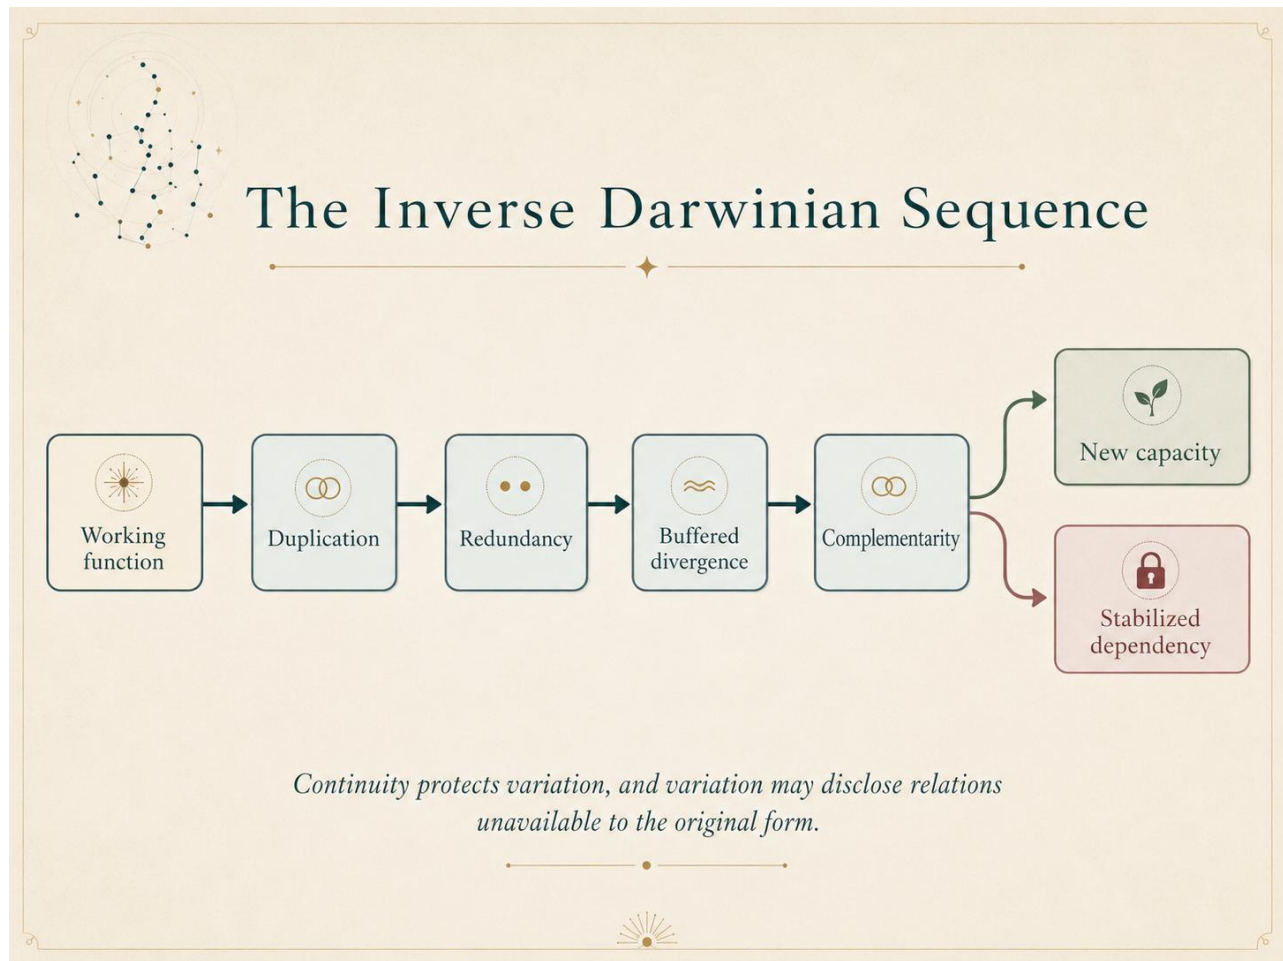 The Inverse Darwinian Sequence
Working
function
Duplication
Redundancy
Buffered
divergence
Complementarity
New capacity
Stabilized
dependency
Continuity protects variation, and variation may disclose relations
unavailable to the original form.